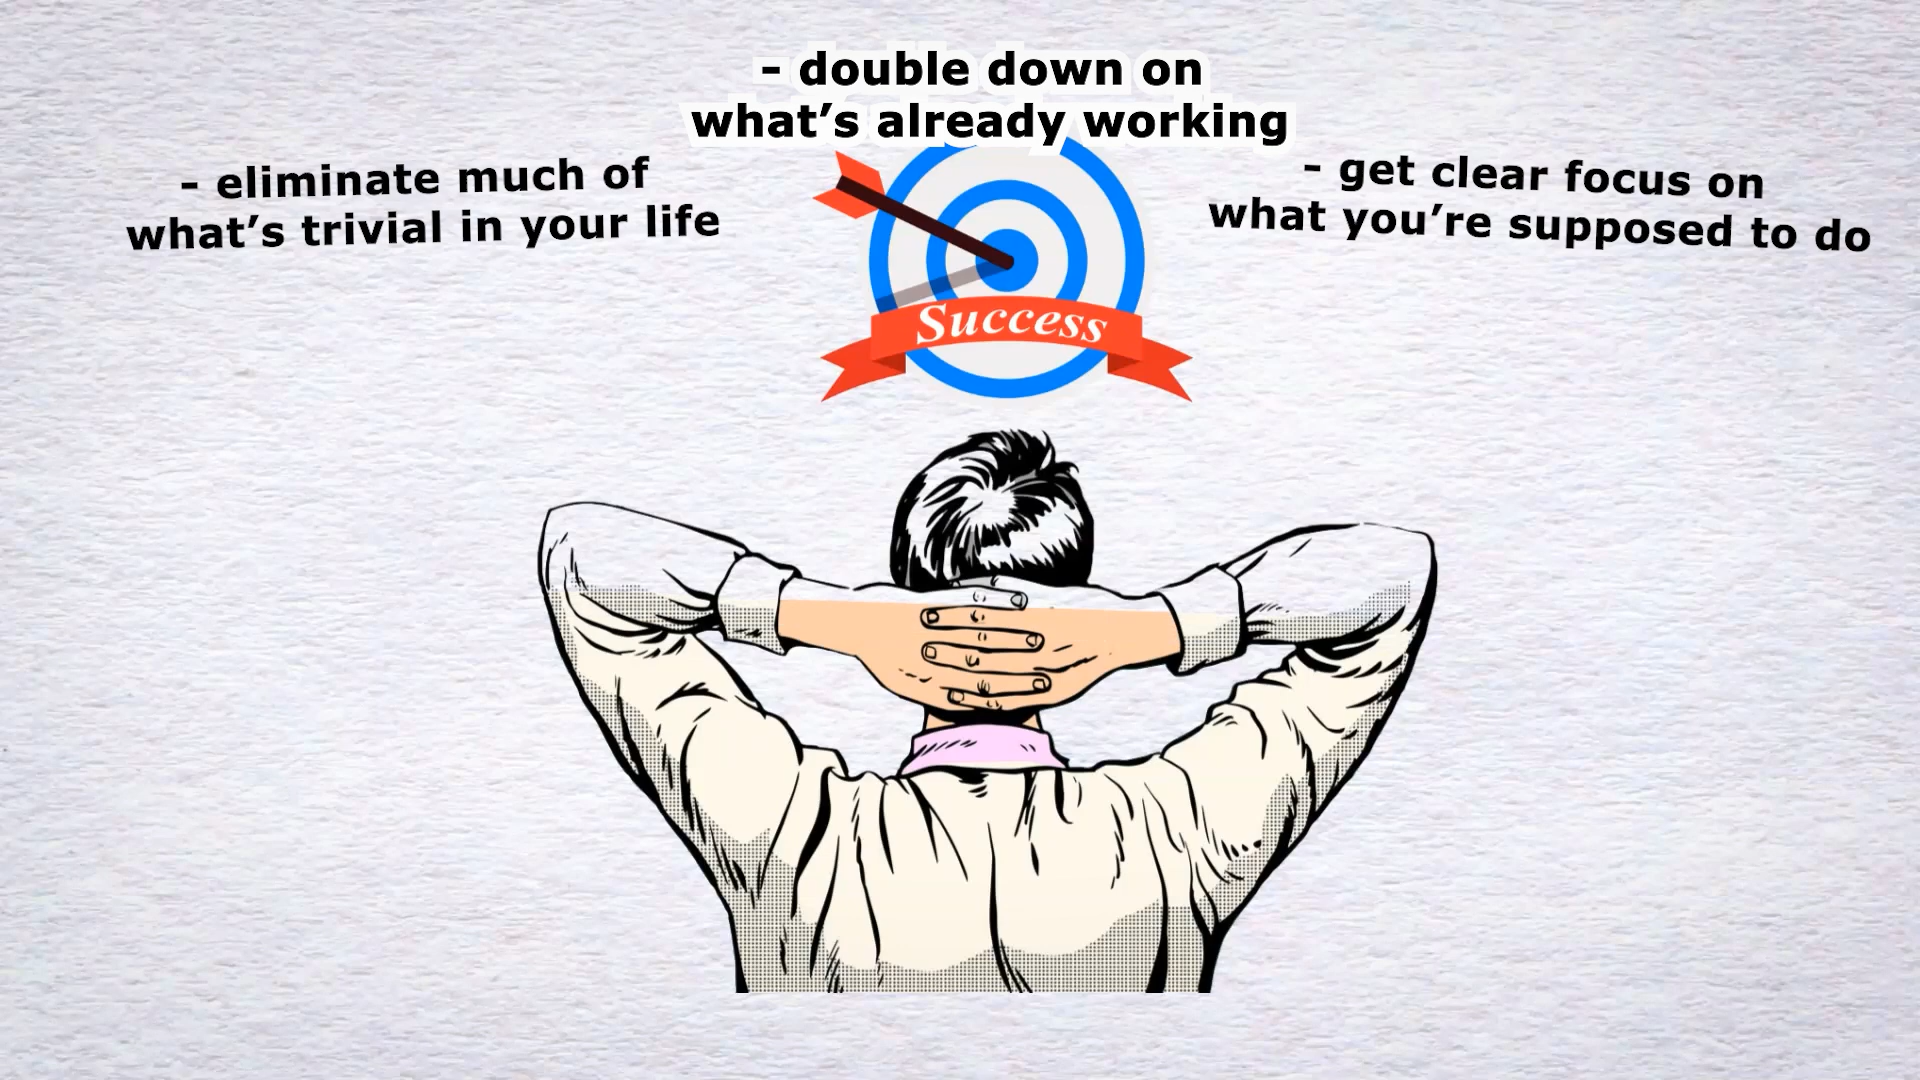 - double down on
what’s already working
- eliminate much of
what’s trivial in your life
- get clear focus on
what you’re supposed to do
Success